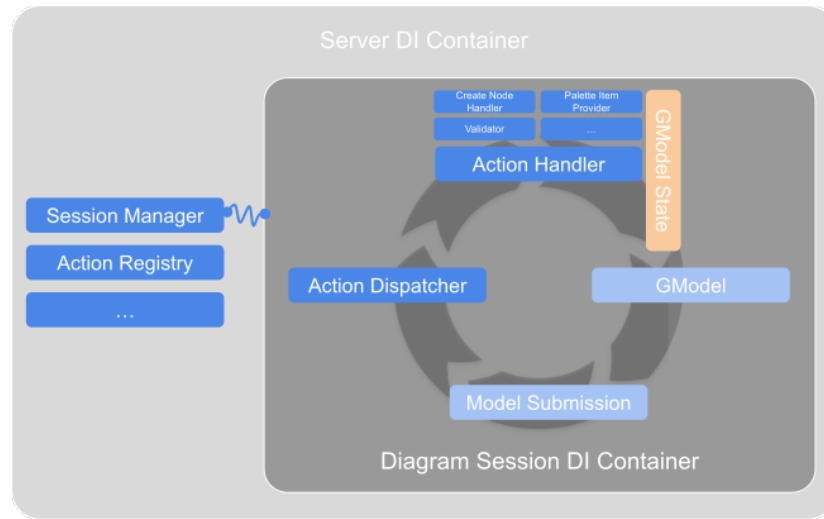 Server DI Container
Create Node
Handler
Palette Item
Provider
Validator
...
Action Handler
GModel State
Session Manager
Action Registry
...
Action Dispatcher
GModel
Model Submission
Diagram Session DI Container